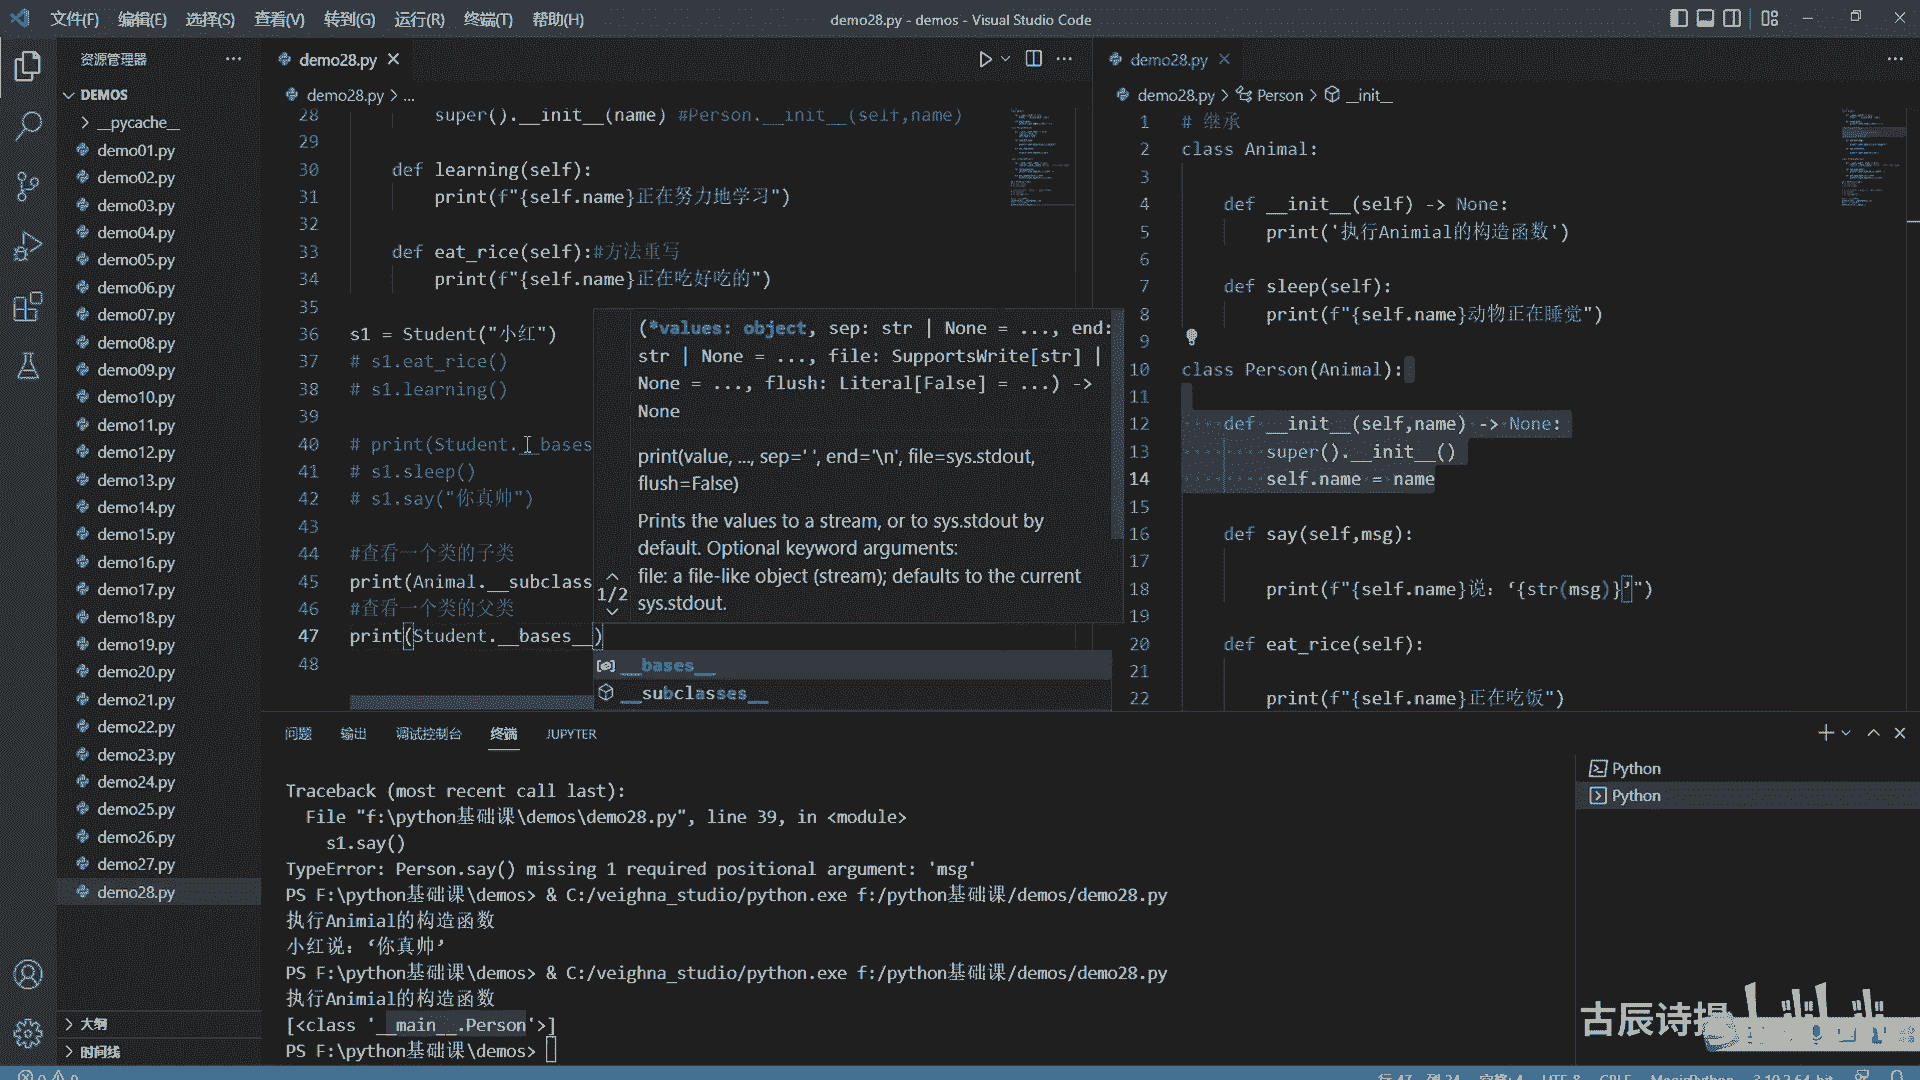 文件(F) 编辑(E) 选择(S) 查看(V) 转到(G) 运行(R) 终端(T) 帮助(H)
demo28.py - demos - Visual Studio Code
资源管理器
DEMOS
__pycache__
demo01.py
demo02.py
demo03.py
demo04.py
demo05.py
demo06.py
demo07.py
demo08.py
demo09.py
demo10.py
demo11.py
demo12.py
demo13.py
demo14.py
demo15.py
demo16.py
demo17.py
demo18.py
demo19.py
demo20.py
demo21.py
demo22.py
demo23.py
demo24.py
demo25.py
demo26.py
demo27.py
demo28.py
大纲
时间线
demo28.py
demo28.py > ...
28 super().__init__(name) #Person.__init__(self,name)
29
30 def learning(self):
31 print(f"{self.name}正在努力地学习")
32
33 def eat_rice(self):#方法重写
34 print(f"{self.name}正在吃好吃的")
35
36 s1 = Student("小红")
37 # s1.eat_rice()
38 # s1.learning()
39
40 # print(Student.__bases
41 # s1.sleep()
42 # s1.say("你真帅")
43
44 #查看一个类的子类
45 print(Animal.__subclass
46 #查看一个类的父类
47 print(Student.__bases__)
48
(*values: object, sep: str | None = ..., end:
str | None = ..., file: SupportsWrite[str] |
None = ..., flush: Literal[False] = ...) ->
None
print(value, ..., sep=' ', end='\n', file=sys.stdout,
flush=False)
Prints the values to a stream, or to sys.stdout by
default. Optional keyword arguments:
file: a file-like object (stream); defaults to the current
sys.stdout.
1/2
__bases__
__subclasses__
demo28.py
demo28.py > Person > __init__
1 # 继承
2 class Animal:
3
4 def __init__(self) -> None:
5 print('执行Animial的构造函数')
6
7 def sleep(self):
8 print(f"{self.name}动物正在睡觉")
9
10 class Person(Animal):
11
12 def __init__(self,name) -> None:
13 super().__init__()
14 self.name = name
15
16 def say(self,msg):
17
18 print(f"{self.name}说：‘{str(msg)}’")
19
20 def eat_rice(self):
21
22 print(f"{self.name}正在吃饭")
问题 输出 调试控制台 终端 JUPYTER
Traceback (most recent call last):
File "f:\python基础课\demos\demo28.py", line 39, in <module>
s1.say()
TypeError: Person.say() missing 1 required positional argument: 'msg'
PS F:\python基础课\demos> & C:/veighna_studio/python.exe f:/python基础课/demos/demo28.py
执行Animial的构造函数
小红说：‘你真帅’
PS F:\python基础课\demos> & C:/veighna_studio/python.exe f:/python基础课/demos/demo28.py
执行Animial的构造函数
[<class '__main__.Person'>]
PS F:\python基础课\demos>
Python
Python